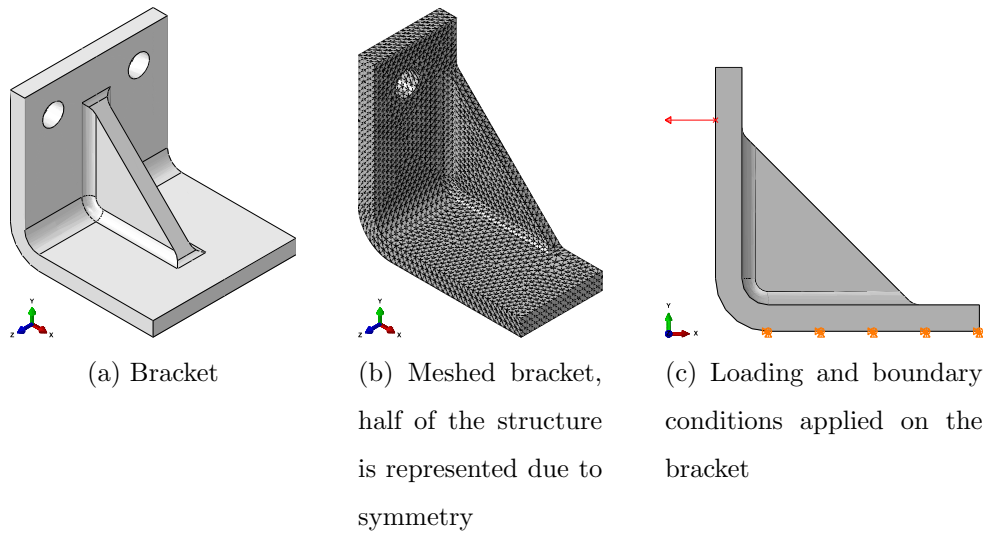 Y
Z
X
Y
Z
X
Y
X
(a) Bracket
(b) Meshed bracket,
half of the structure
is represented due to
symmetry
(c) Loading and boundary
conditions applied on the
bracket